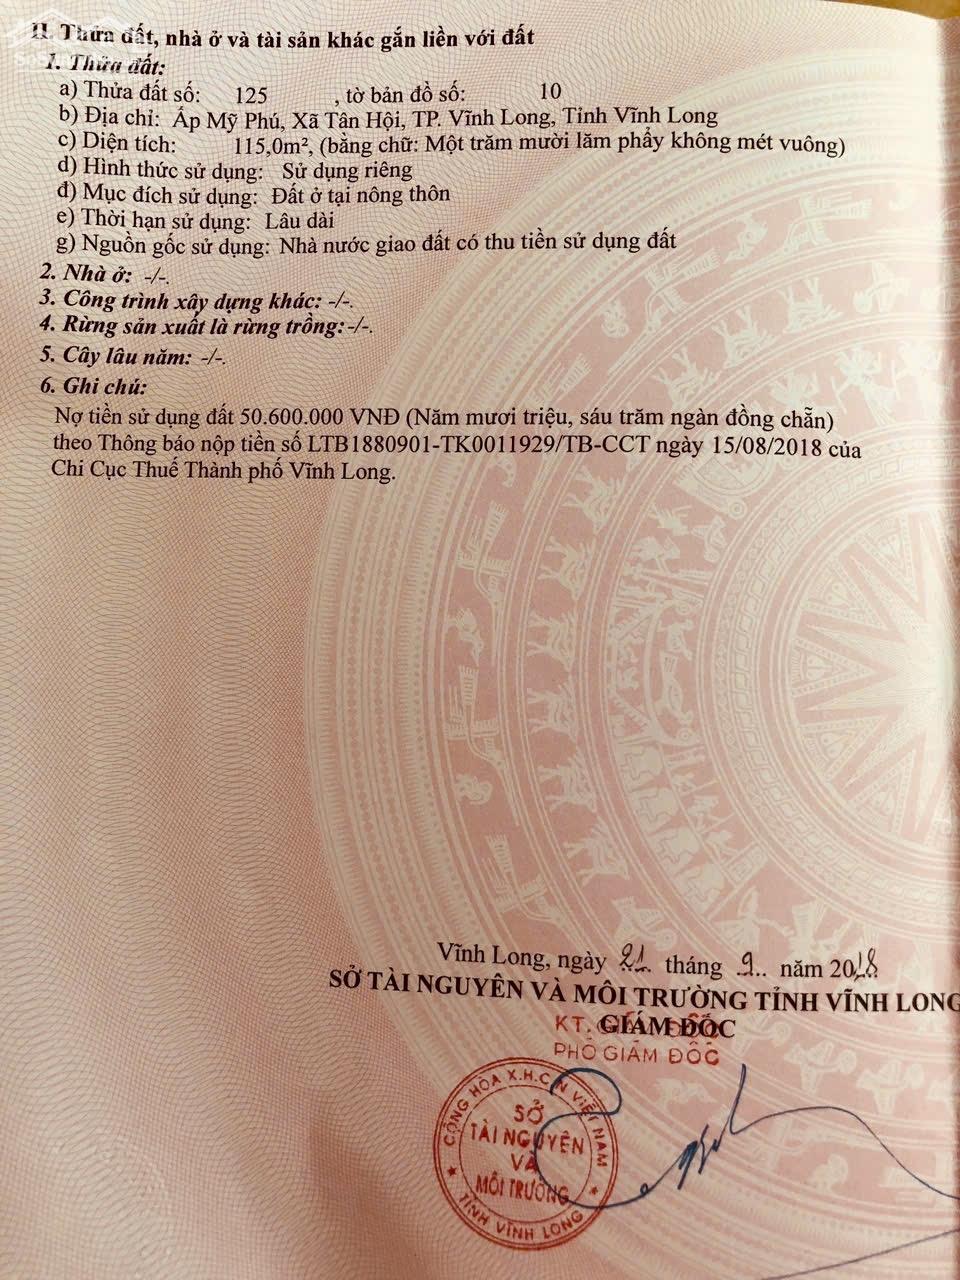 II. Thửa đất, nhà ở và tài sản khác gắn liền với đất
1. Thửa đất:
a) Thửa đất số: 125 , tờ bản đồ số: 10
b) Địa chỉ: Ấp Mỹ Phú, Xã Tân Hội, TP. Vĩnh Long, Tỉnh Vĩnh Long
c) Diện tích: 115,0m², (bằng chữ: Một trăm mười lăm phẩy không mét vuông)
d) Hình thức sử dụng: Sử dụng riêng
đ) Mục đích sử dụng: Đất ở tại nông thôn
e) Thời hạn sử dụng: Lâu dài
g) Nguồn gốc sử dụng: Nhà nước giao đất có thu tiền sử dụng đất
2. Nhà ở: -/-.
3. Công trình xây dựng khác: -/-.
4. Rừng sản xuất là rừng trồng:-/-.
5. Cây lâu năm: -/-.
6. Ghi chú:
Nợ tiền sử dụng đất 50.600.000 VNĐ (Năm mươi triệu, sáu trăm ngàn đồng chẵn)
theo Thông báo nộp tiền số LTB1880901-TK0011929/TB-CCT ngày 15/08/2018 của
Chi Cục Thuế Thành phố Vĩnh Long.
Vĩnh Long, ngày 21 tháng 9.. năm 2018
SỞ TÀI NGUYÊN VÀ MÔI TRƯỜNG TỈNH VĨNH LONG
GIÁM ĐỐC
KT. GIÁM ĐỐC
PHÓ GIÁM ĐỐC
CỘNG HÒA X.H.C.N VIỆT NAM
SỞ
TÀI NGUYÊN
VÀ
MÔI TRƯỜNG
TỈNH VĨNH LONG